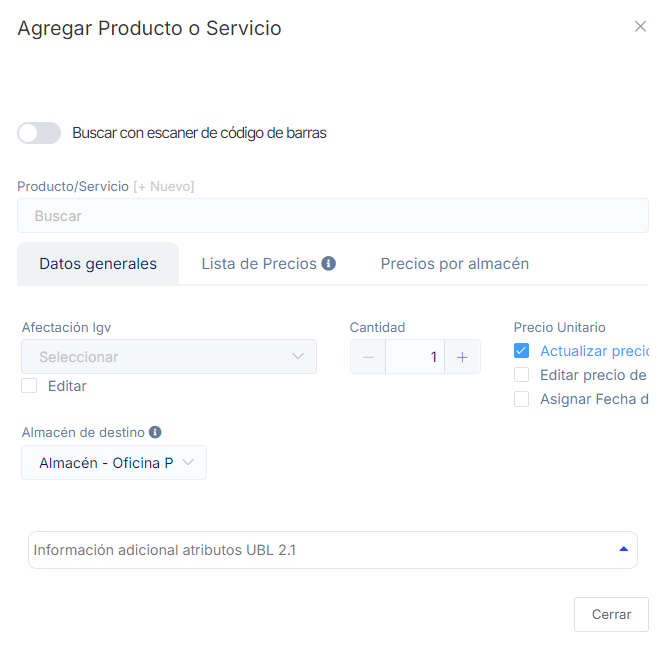 Agregar Producto o Servicio
Buscar con escaner de código de barras
Producto/Servicio [+ Nuevo]
Buscar
Datos generales
Lista de Precios
Precios por almacén
Afectación Igv
Cantidad
Precio Unitario
Seleccionar
1
Actualizar precio
Editar
Editar precio de
Asignar Fecha d
Almacén de destino
Almacén - Oficina P
Información adicional atributos UBL 2.1
Cerrar